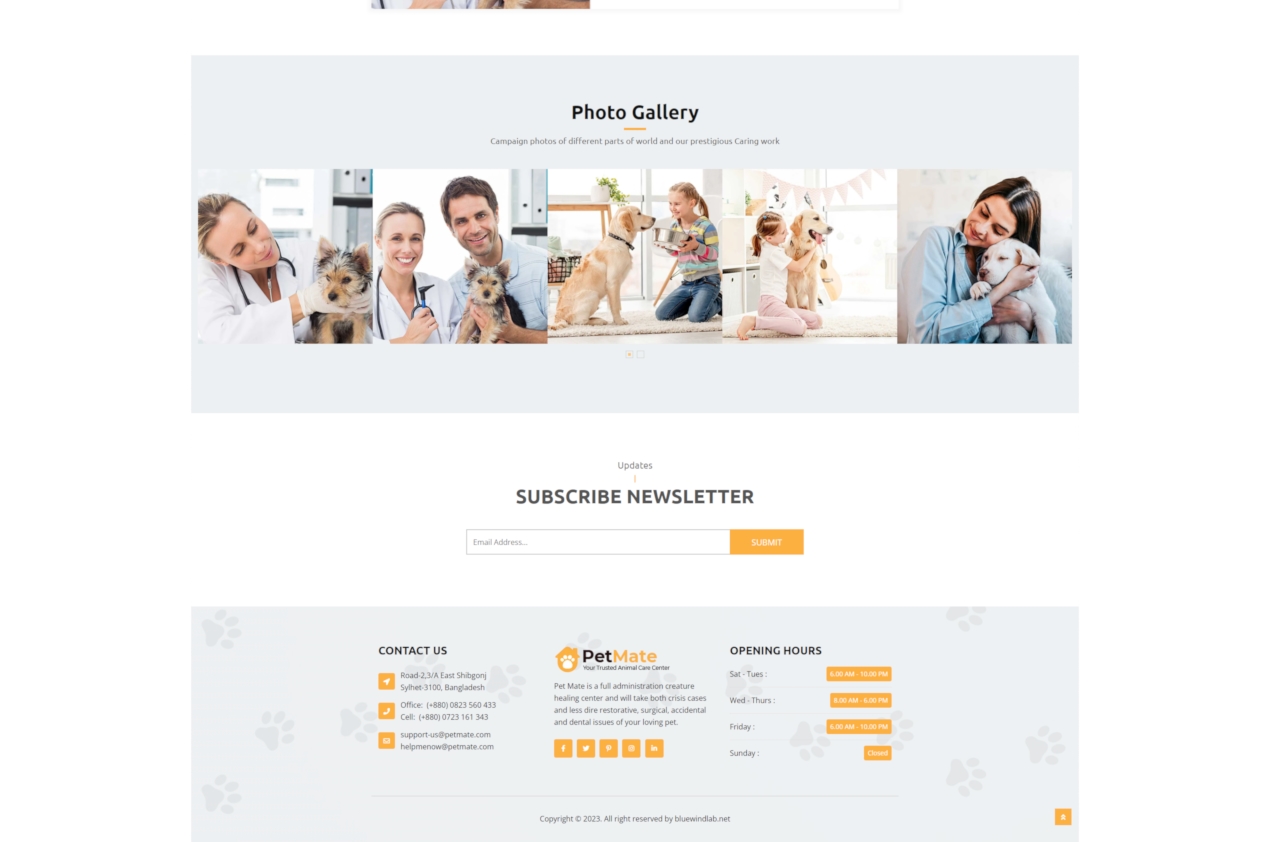 Photo Gallery
Campaign photos of different parts of world and our prestigious Caring work
Updates
SUBSCRIBE NEWSLETTER
Email Address...
SUBMIT
CONTACT US
Road-2,3/A East Shibgonj
Sylhet-3100, Bangladesh
Office: (+880) 0823 560 433
Cell: (+880) 0723 161 343
support-us@petmate.com
helpmenow@petmate.com
PetMate
Your Trusted Animal Care Center
Pet Mate is a full administration creature
healing center and will take both crisis cases
and less dire restorative, surgical, accidental
and dental issues of your loving pet.
OPENING HOURS
Sat - Tues : 6.00 AM - 10.00 PM
Wed - Thurs : 8.00 AM - 6.00 PM
Friday : 6.00 AM - 10.00 PM
Sunday : Closed
Copyright © 2023. All right reserved by bluewindlab.net